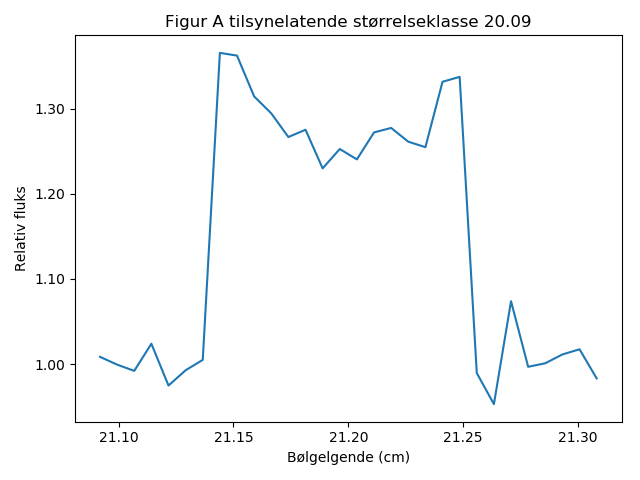 Figur A tilsynelatende størrelseklasse 20.09
1.30
1.20
1.10
1.00
Relativ fluks
21.10 21.15 21.20 21.25 21.30
Bølgelgende (cm)